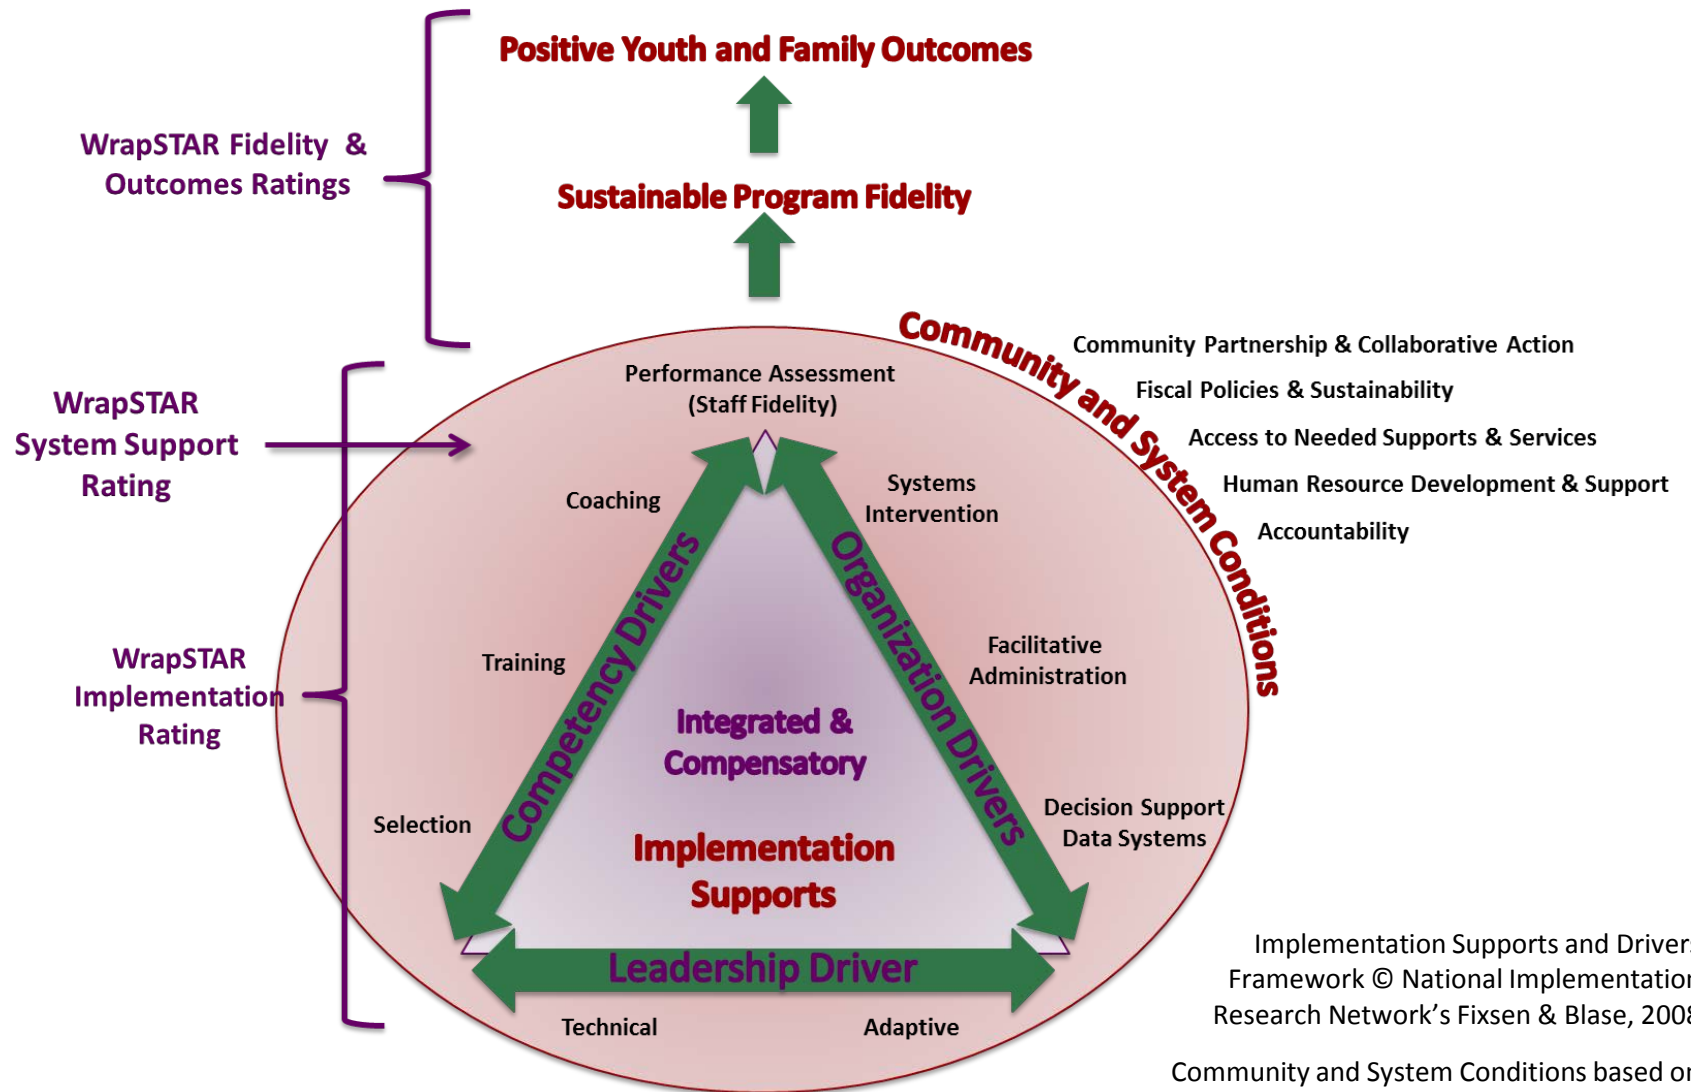 Positive Youth and Family Outcomes
WrapSTAR Fidelity &
Outcomes Ratings
Sustainable Program Fidelity
Community and System Conditions
Community Partnership & Collaborative Action
Fiscal Policies & Sustainability
Access to Needed Supports & Services
Human Resource Development & Support
Accountability
WrapSTAR
System Support
Rating
Performance Assessment
(Staff Fidelity)
Coaching
Systems
Intervention
Competency Drivers
Organization Drivers
Training
Facilitative
Administration
WrapSTAR
Implementation
Rating
Integrated &
Compensatory
Selection
Decision Support
Data Systems
Implementation
Supports
Leadership Driver
Technical
Adaptive
Implementation Supports and Drivers
Framework © National Implementation
Research Network’s Fixsen & Blase, 2008
Community and System Conditions based on